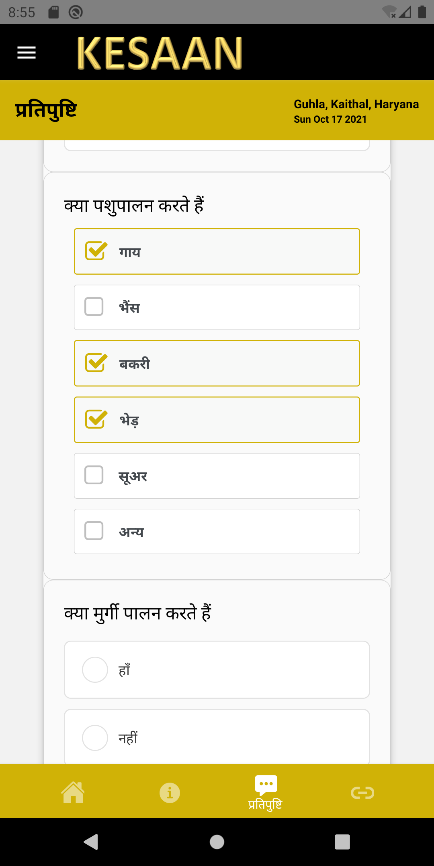 8:55
KESAAN
प्रतिपुष्टि
Guhla, Kaithal, Haryana
Sun Oct 17 2021
क्या पशुपालन करते हैं
गाय
भैंस
बकरी
भेड़
सूअर
अन्य
क्या मुर्गी पालन करते हैं
हाँ
नहीं
प्रतिपुष्टि